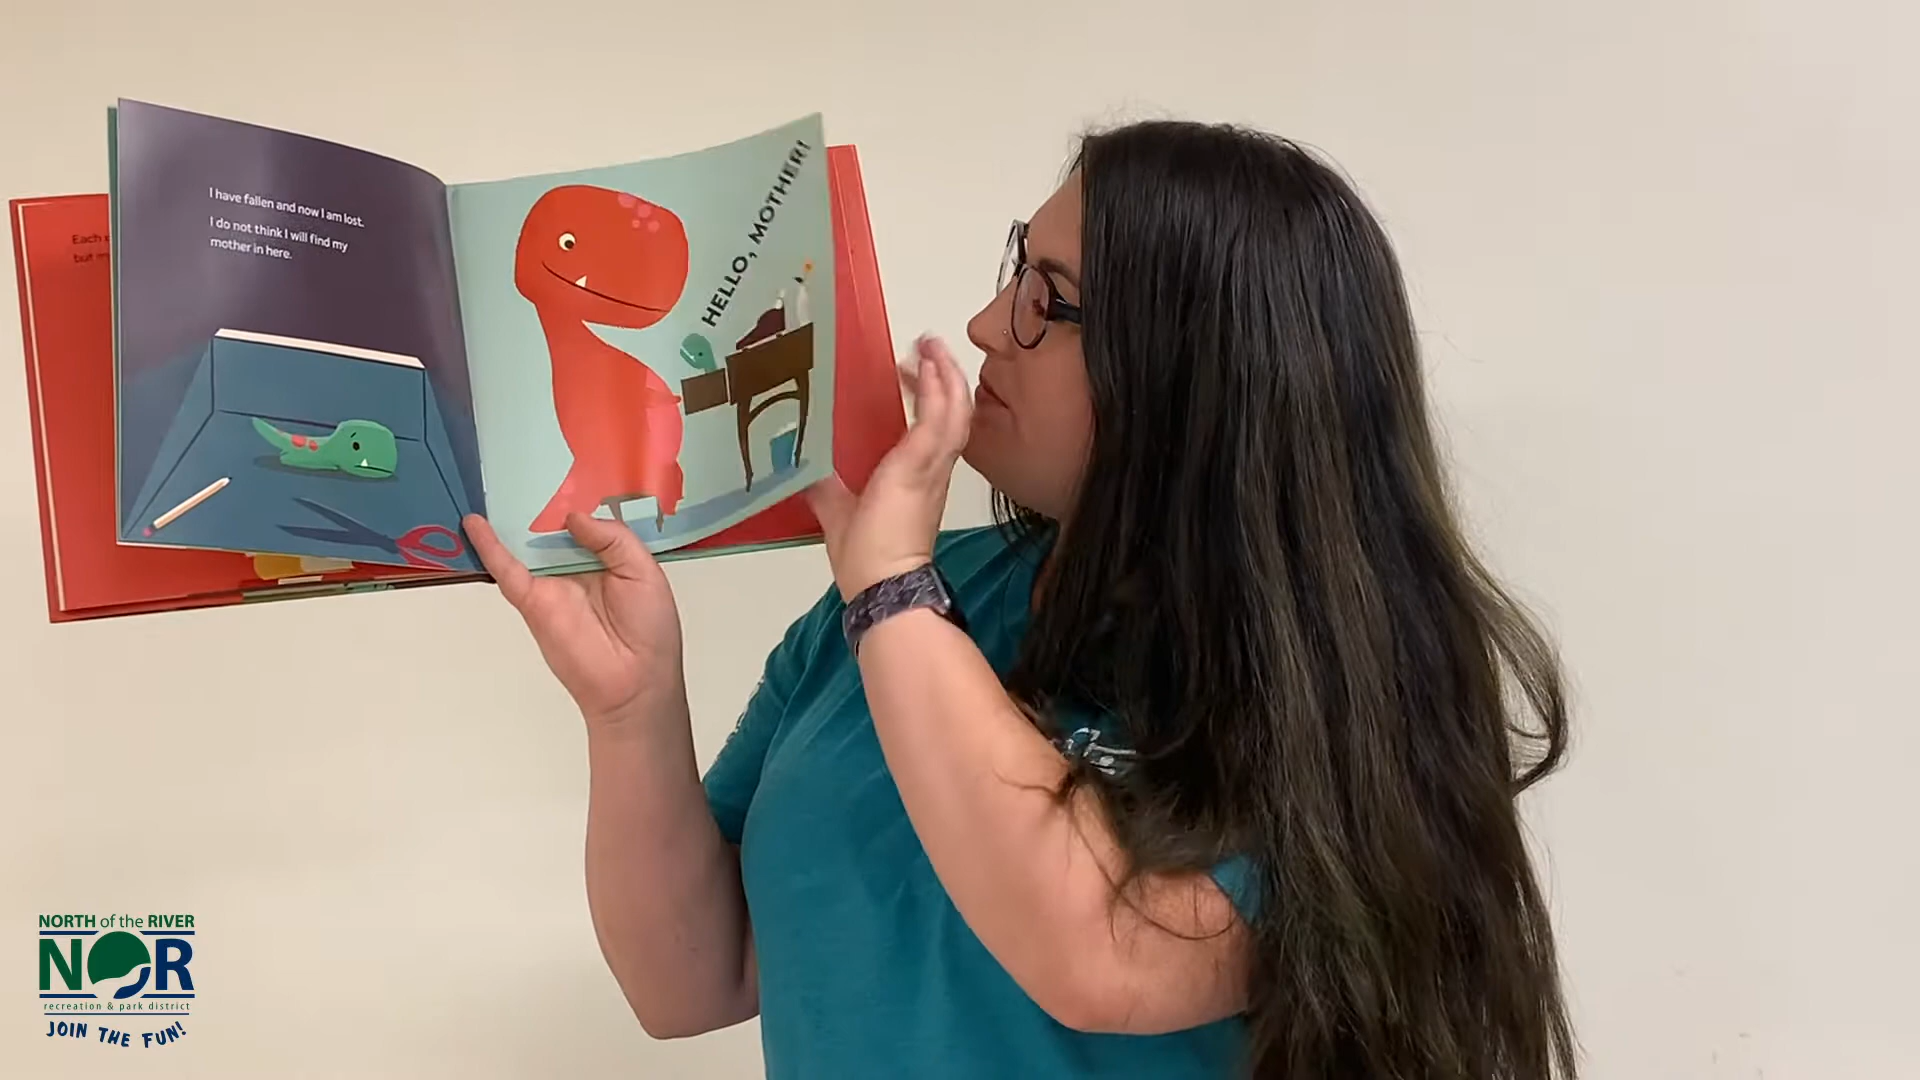 Each
but m
I have fallen and now I am lost.
I do not think I will find my
mother in here.
HELLO, MOTHER!
NORTH of the RIVER
NOR
recreation & park district
JOIN THE FUN!